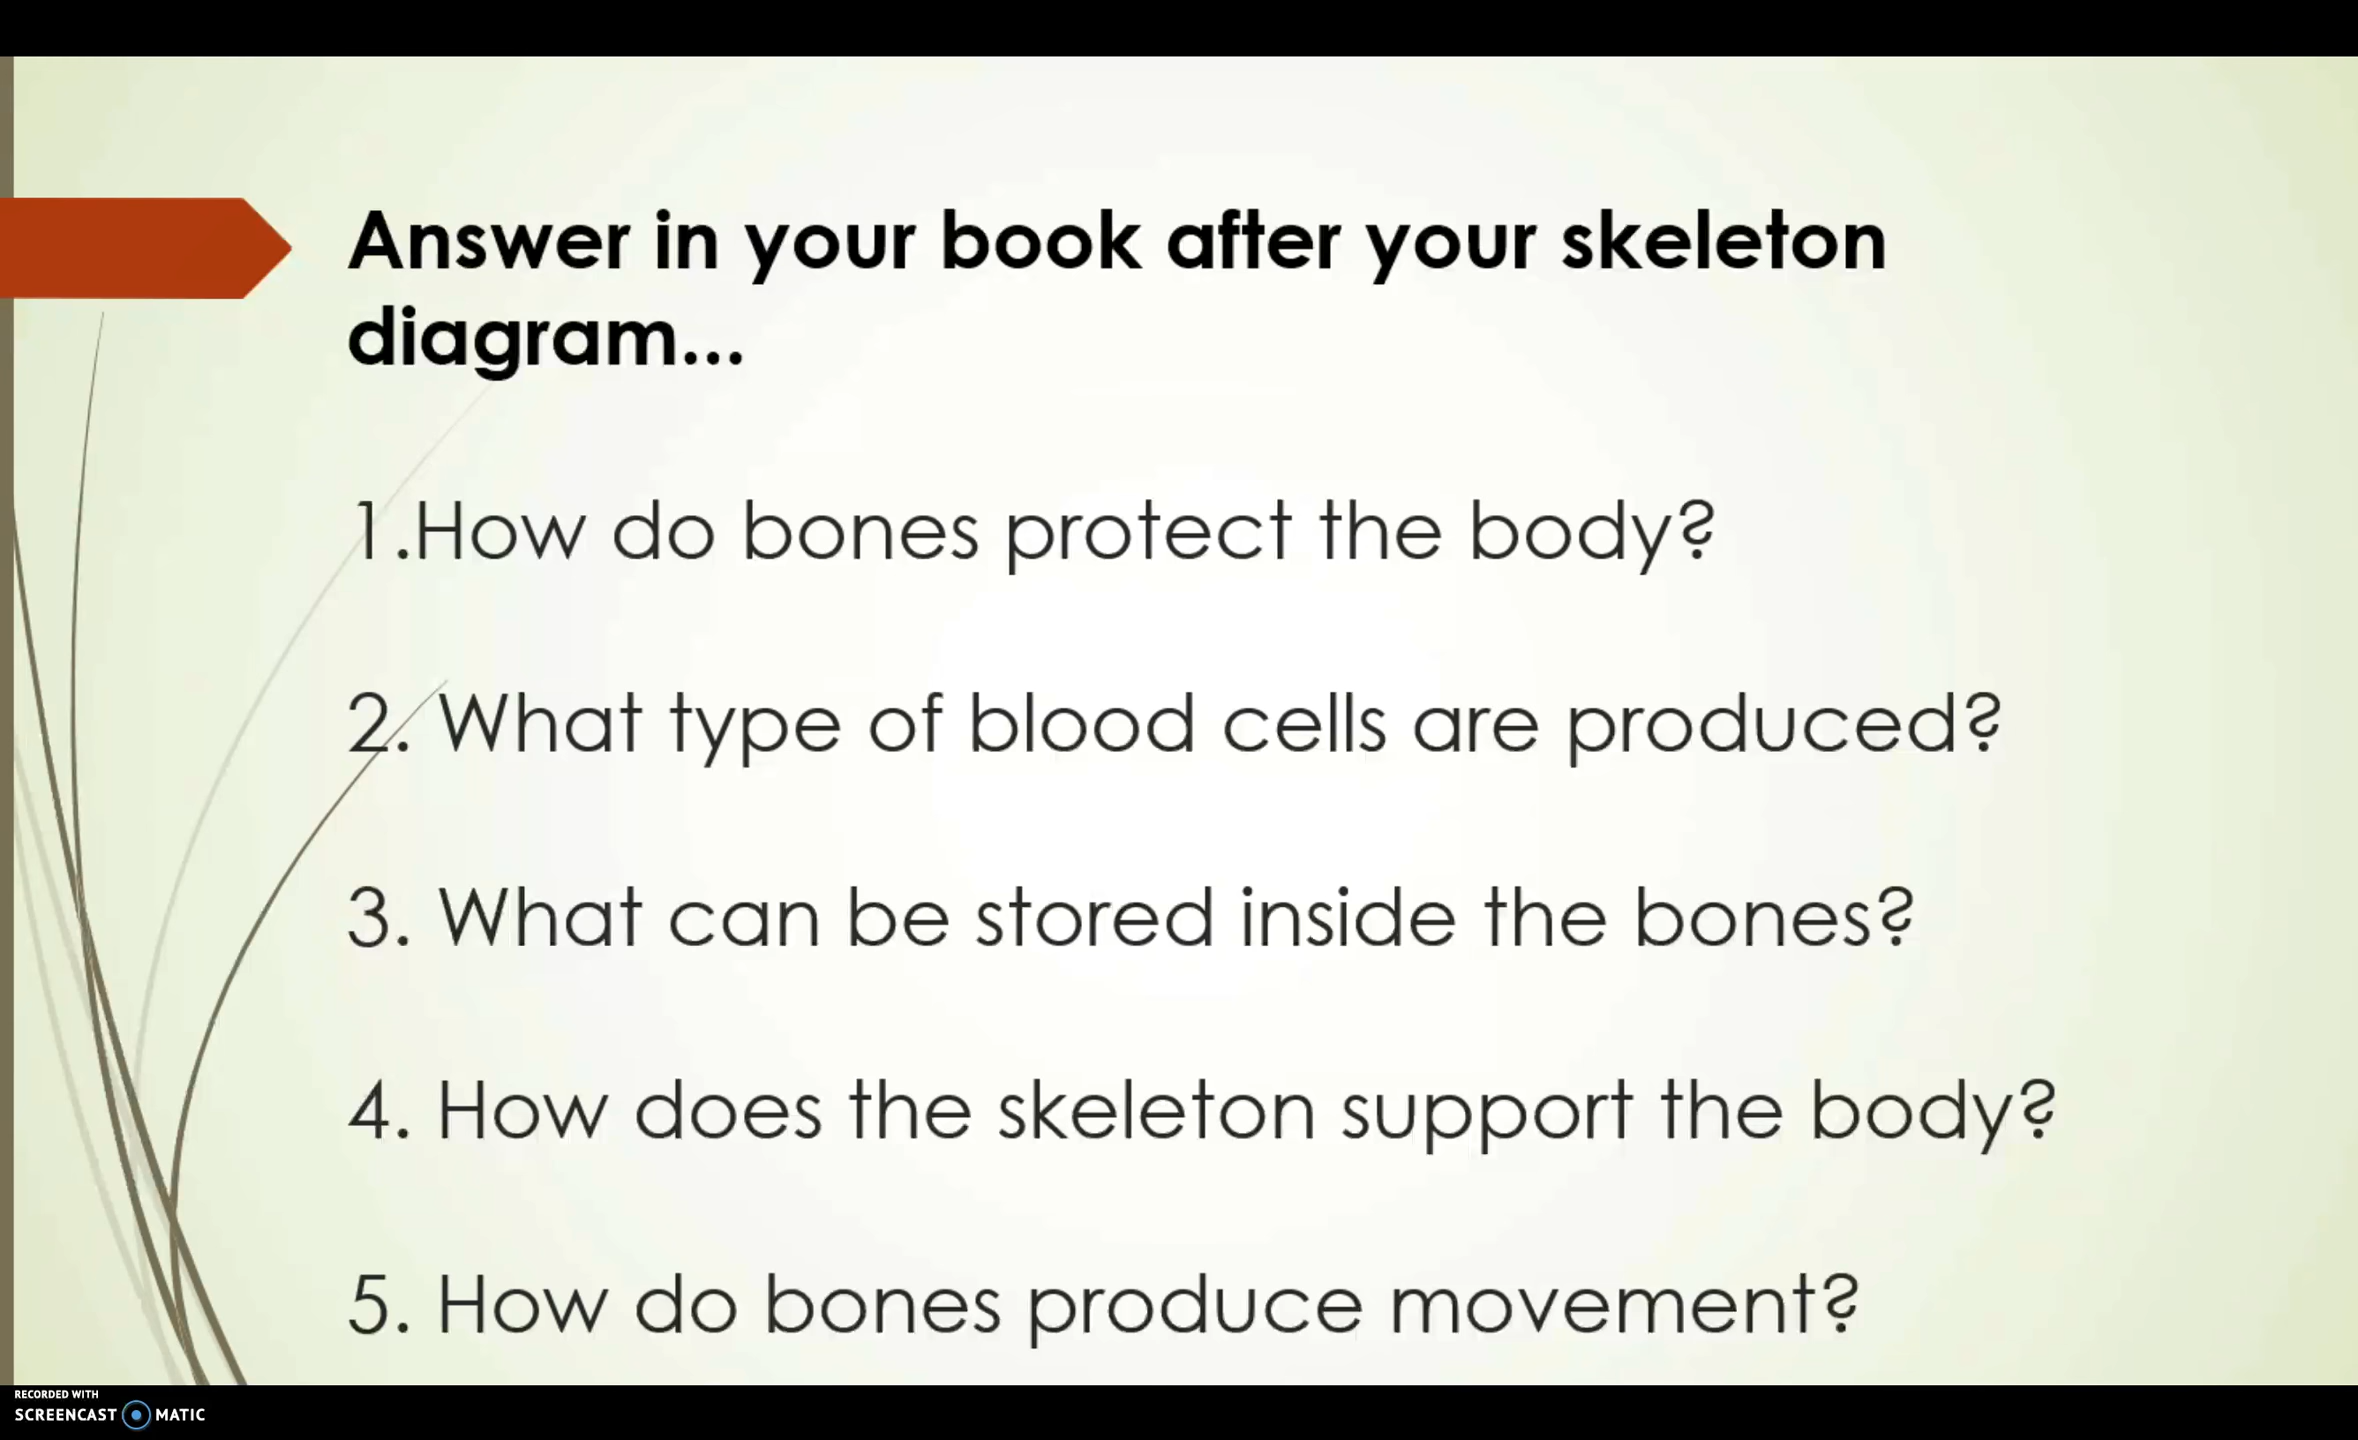 Answer in your book after your skeleton
diagram...
1.How do bones protect the body?
2. What type of blood cells are produced?
3. What can be stored inside the bones?
4. How does the skeleton support the body?
5. How do bones produce movement?
RECORDED WITH
SCREENCAST MATIC